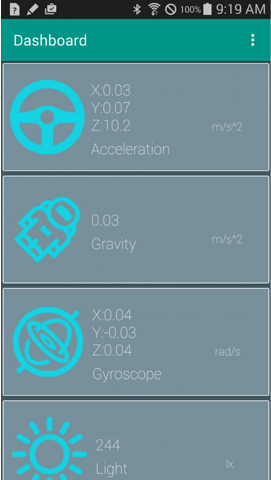 100% 9:19 AM
Dashboard
X:0.03
Y:0.07
Z:10.2
m/s^2
Acceleration
0.03
Gravity
m/s^2
X:0.04
Y:-0.03
Z:0.04
rad/s
Gyroscope
244
Light
lx